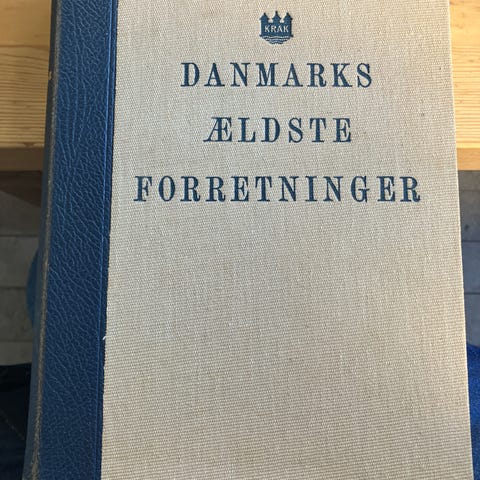 KRAK
DANMARKS
ÆLDSTE
FORRETNINGER